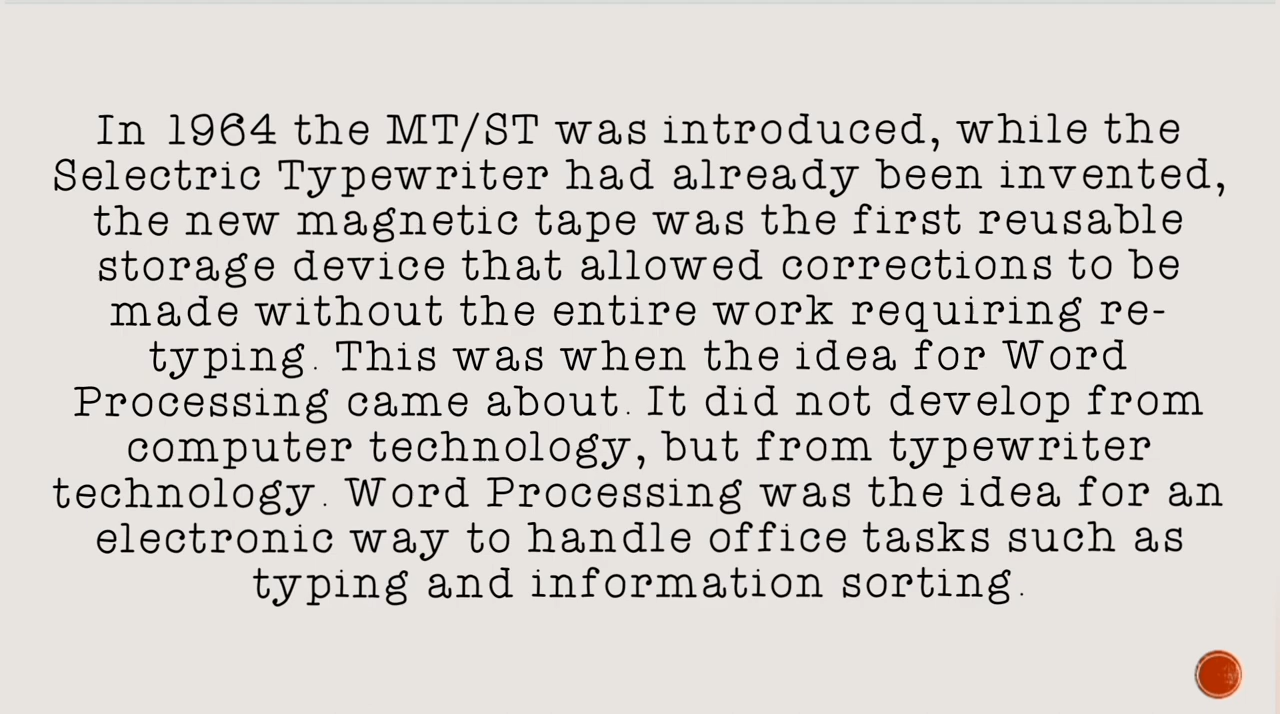 In 1964 the MT/ST was introduced, while the
Selectric Typewriter had already been invented,
the new magnetic tape was the first reusable
storage device that allowed corrections to be
made without the entire work requiring re-
typing. This was when the idea for Word
Processing came about. It did not develop from
computer technology, but from typewriter
technology. Word Processing was the idea for an
electronic way to handle office tasks such as
typing and information sorting.